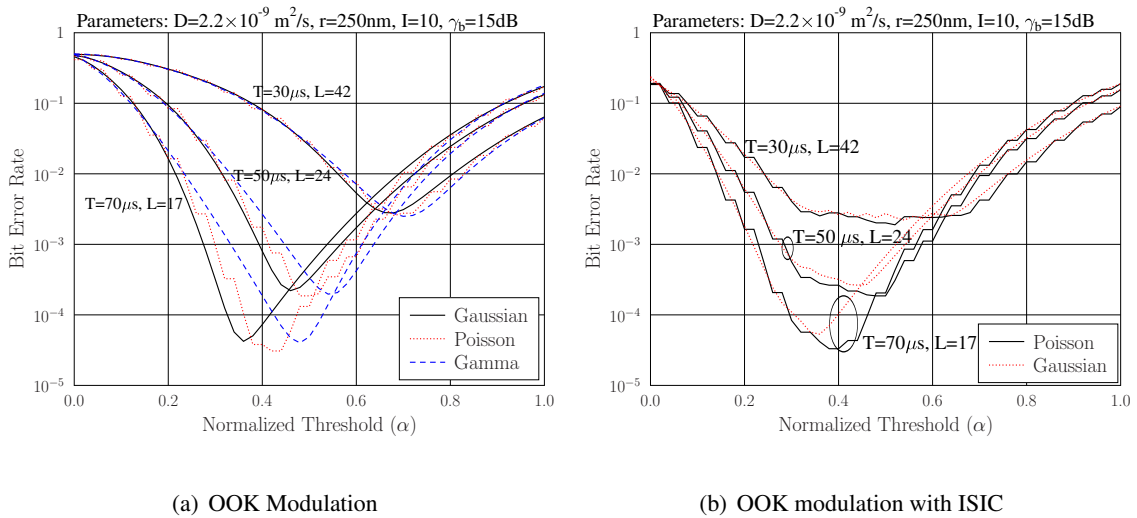 Parameters: D=2.2×10⁻⁹ m²/s, r=250nm, I=10, γ_b=15dB
1
10⁻¹
10⁻²
10⁻³
10⁻⁴
10⁻⁵
Bit Error Rate
T=30μs, L=42
T=50μs, L=24
T=70μs, L=17
Gaussian
Poisson
Gamma
0.0 0.2 0.4 0.6 0.8 1.0
Normalized Threshold (α)
(a) OOK Modulation
Parameters: D=2.2×10⁻⁹ m²/s, r=250nm, I=10, γ_b=15dB
1
10⁻¹
10⁻²
10⁻³
10⁻⁴
10⁻⁵
Bit Error Rate
T=30μs, L=42
T=50 μs, L=24
T=70μs, L=17
Poisson
Gaussian
0.0 0.2 0.4 0.6 0.8 1.0
Normalized Threshold (α)
(b) OOK modulation with ISIC